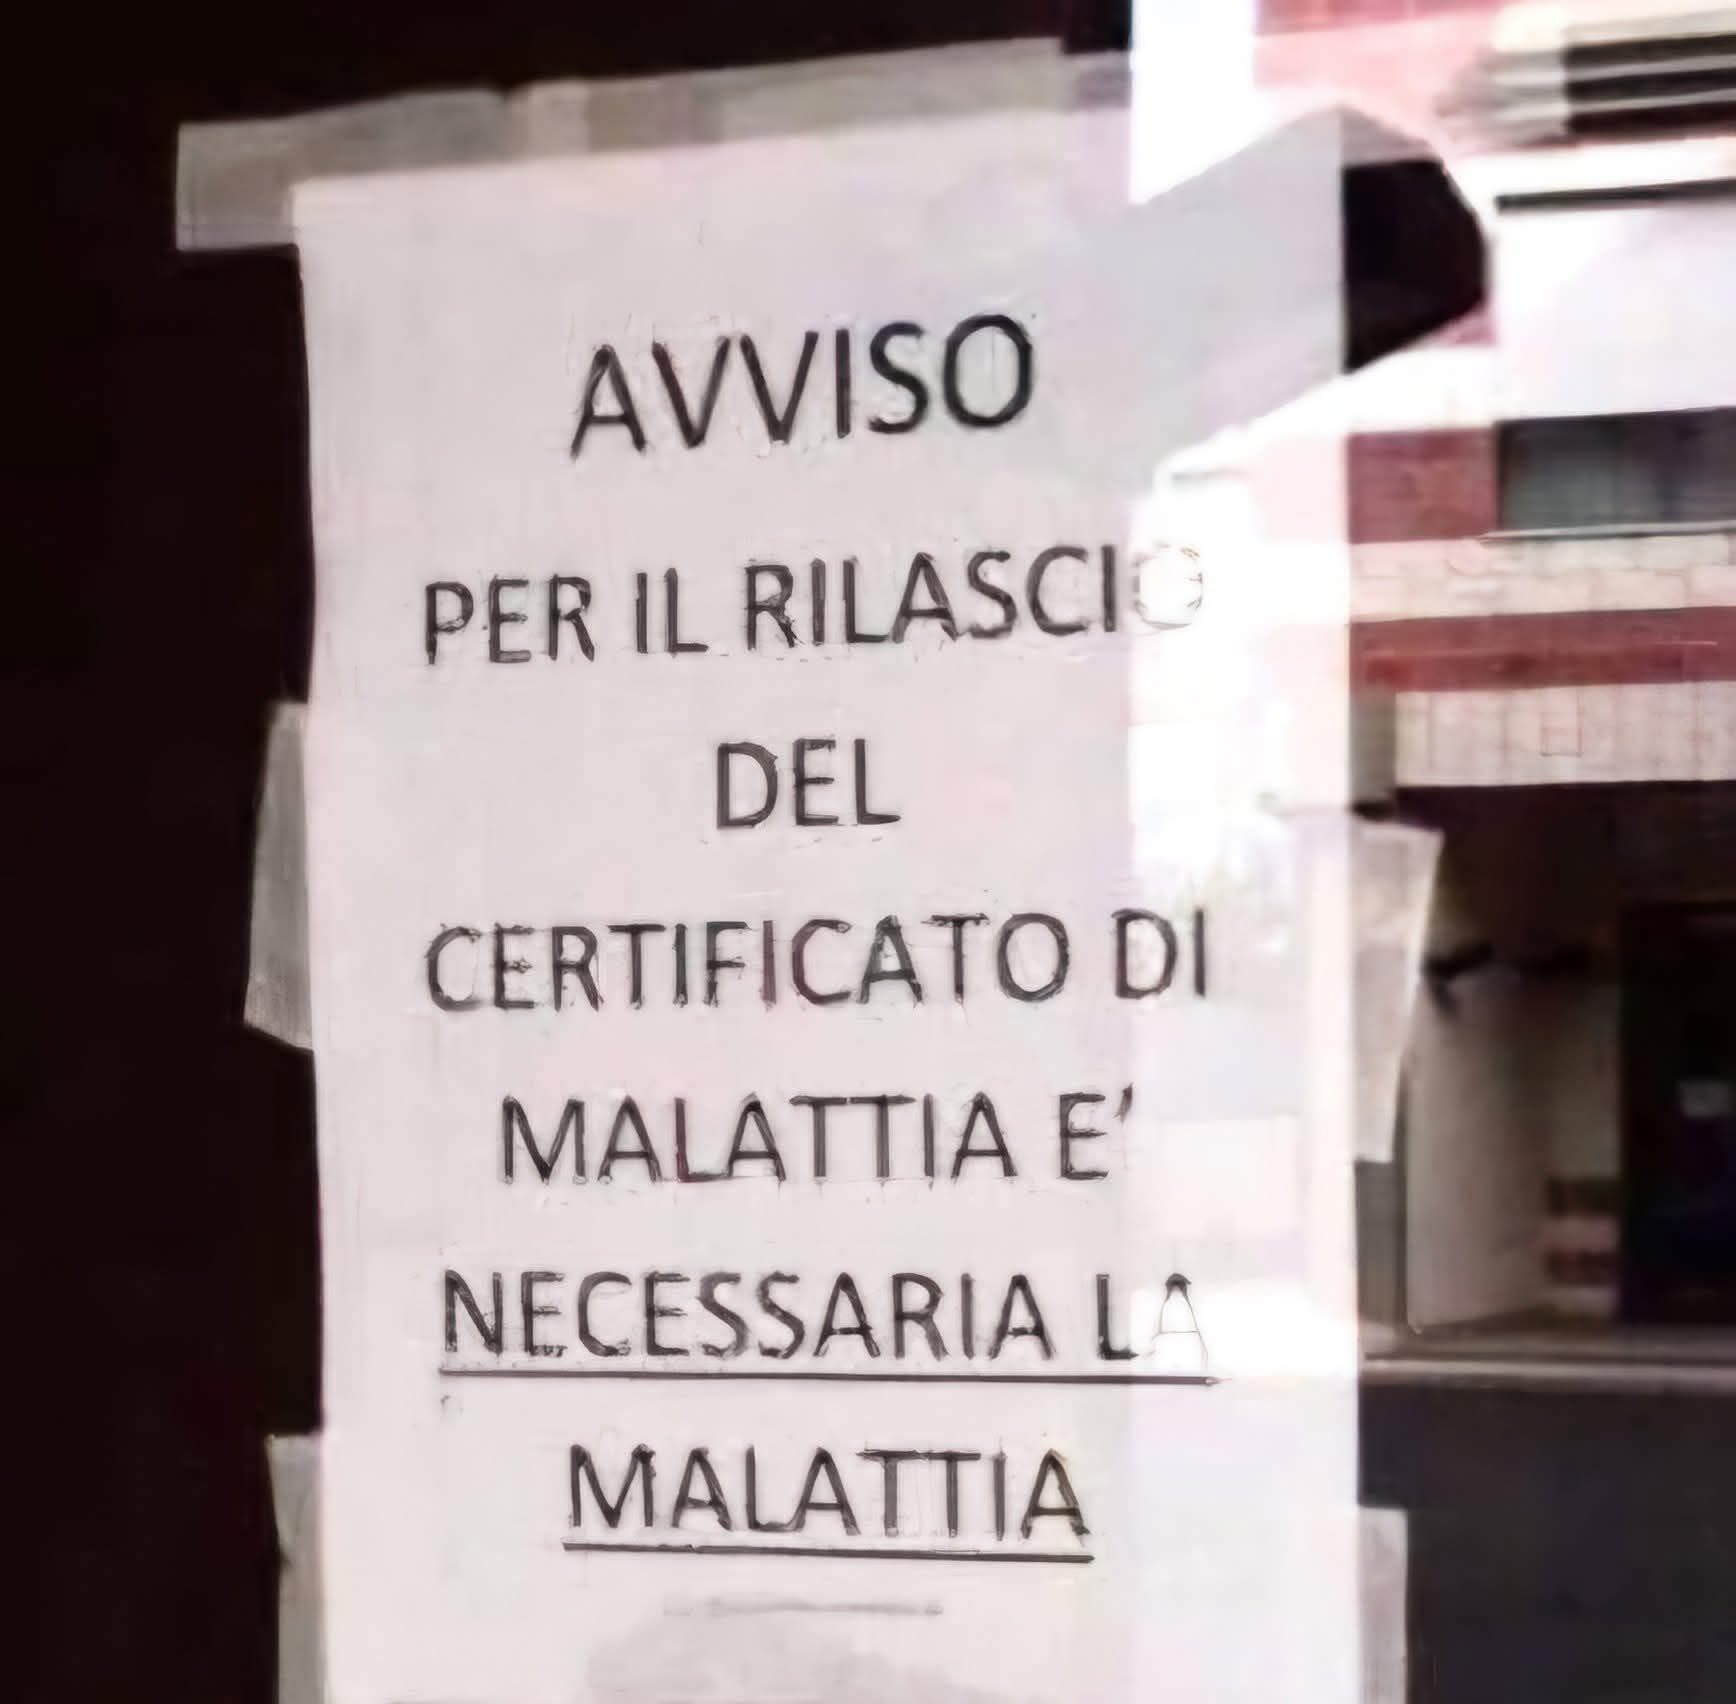 AVVISO
PER IL RILASCIO
DEL
CERTIFICATO DI
MALATTIA E'
NECESSARIA LA
MALATTIA